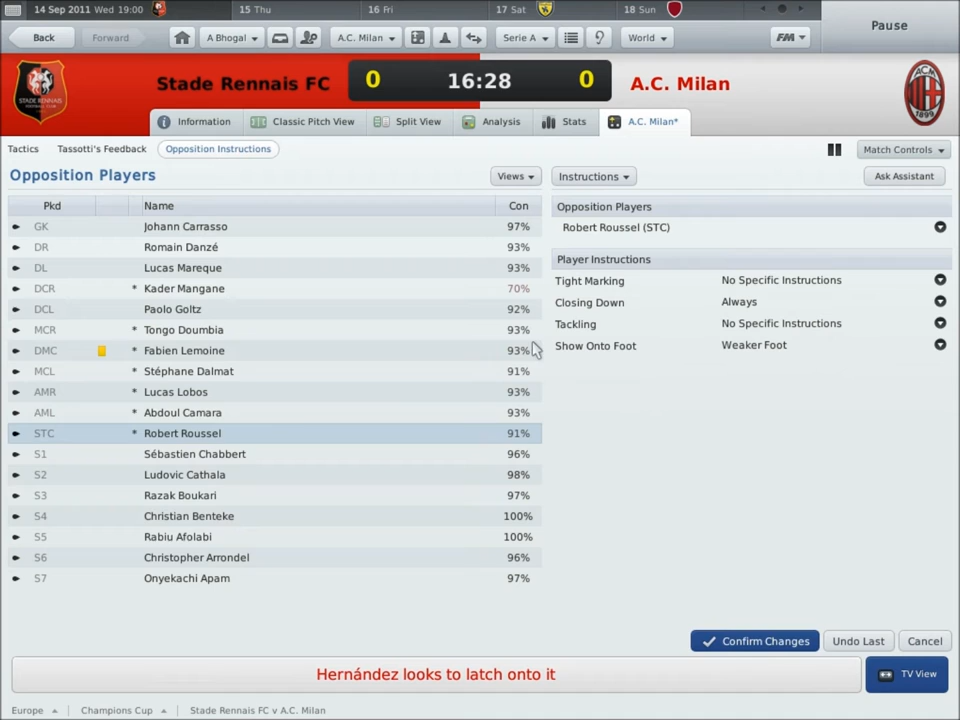 14 Sep 2011 Wed 19:00 15 Thu 16 Fri 17 Sat 18 Sun
Pause
Back Forward A Bhogal A.C. Milan Serie A World FM
Stade Rennais FC 0 16:28 0 A.C. Milan
STADE RENNAIS
ACM
1899
Information Classic Pitch View Split View Analysis Stats A.C. Milan*
Tactics Tassotti's Feedback Opposition Instructions Match Controls
Opposition Players Views Instructions Ask Assistant
Pkd Name Con
GK Johann Carrasso 97%
DR Romain Danzé 93%
DL Lucas Mareque 93%
DCR * Kader Mangane 70%
DCL Paolo Goltz 92%
MCR * Tongo Doumbia 93%
DMC * Fabien Lemoine 93%
MCL * Stéphane Dalmat 91%
AMR * Lucas Lobos 93%
AML * Abdoul Camara 93%
STC * Robert Roussel 91%
S1 Sébastien Chabbert 96%
S2 Ludovic Cathala 98%
S3 Razak Boukari 97%
S4 Christian Benteke 100%
S5 Rabiu Afolabi 100%
S6 Christopher Arrondel 96%
S7 Onyekachi Apam 97%
Opposition Players
Robert Roussel (STC)
Player Instructions
Tight Marking No Specific Instructions
Closing Down Always
Tackling No Specific Instructions
Show Onto Foot Weaker Foot
Confirm Changes Undo Last Cancel
Hernández looks to latch onto it
TV View
Europe Champions Cup Stade Rennais FC v A.C. Milan